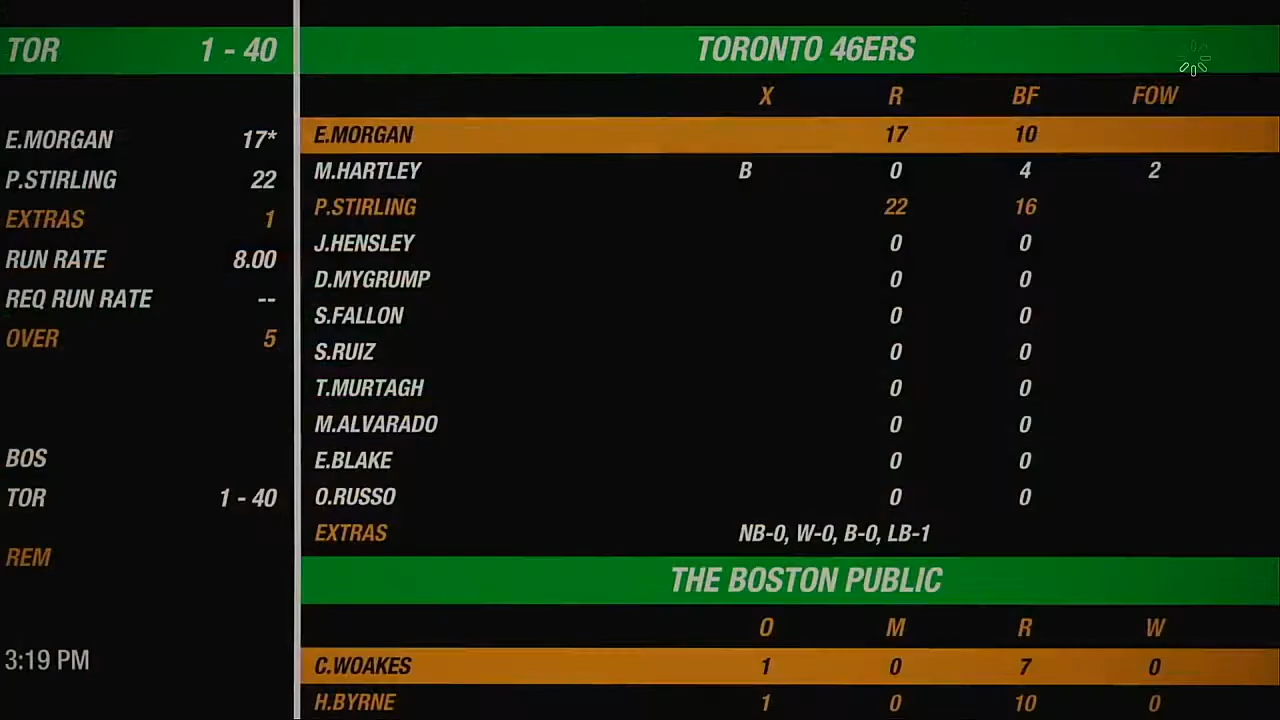 TOR 1 - 40
E.MORGAN 17*
P.STIRLING 22
EXTRAS 1
RUN RATE 8.00
REQ RUN RATE --
OVER 5
BOS
TOR 1 - 40
REM
3:19 PM
TORONTO 46ERS
X R BF FOW
E.MORGAN 17 10
M.HARTLEY B 0 4 2
P.STIRLING 22 16
J.HENSLEY 0 0
D.MYGRUMP 0 0
S.FALLON 0 0
S.RUIZ 0 0
T.MURTAGH 0 0
M.ALVARADO 0 0
E.BLAKE 0 0
O.RUSSO 0 0
EXTRAS NB-0, W-0, B-0, LB-1
THE BOSTON PUBLIC
O M R W
C.WOAKES 1 0 7 0
H.BYRNE 1 0 10 0